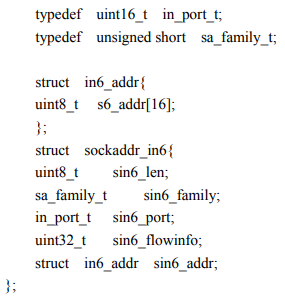 typedef uint16_t in_port_t;
typedef unsigned short sa_family_t;
struct in6_addr{
uint8_t s6_addr[16];
};
struct sockaddr_in6{
uint8_t sin6_len;
sa_family_t sin6_family;
in_port_t sin6_port;
uint32_t sin6_flowinfo;
struct in6_addr sin6_addr;
};